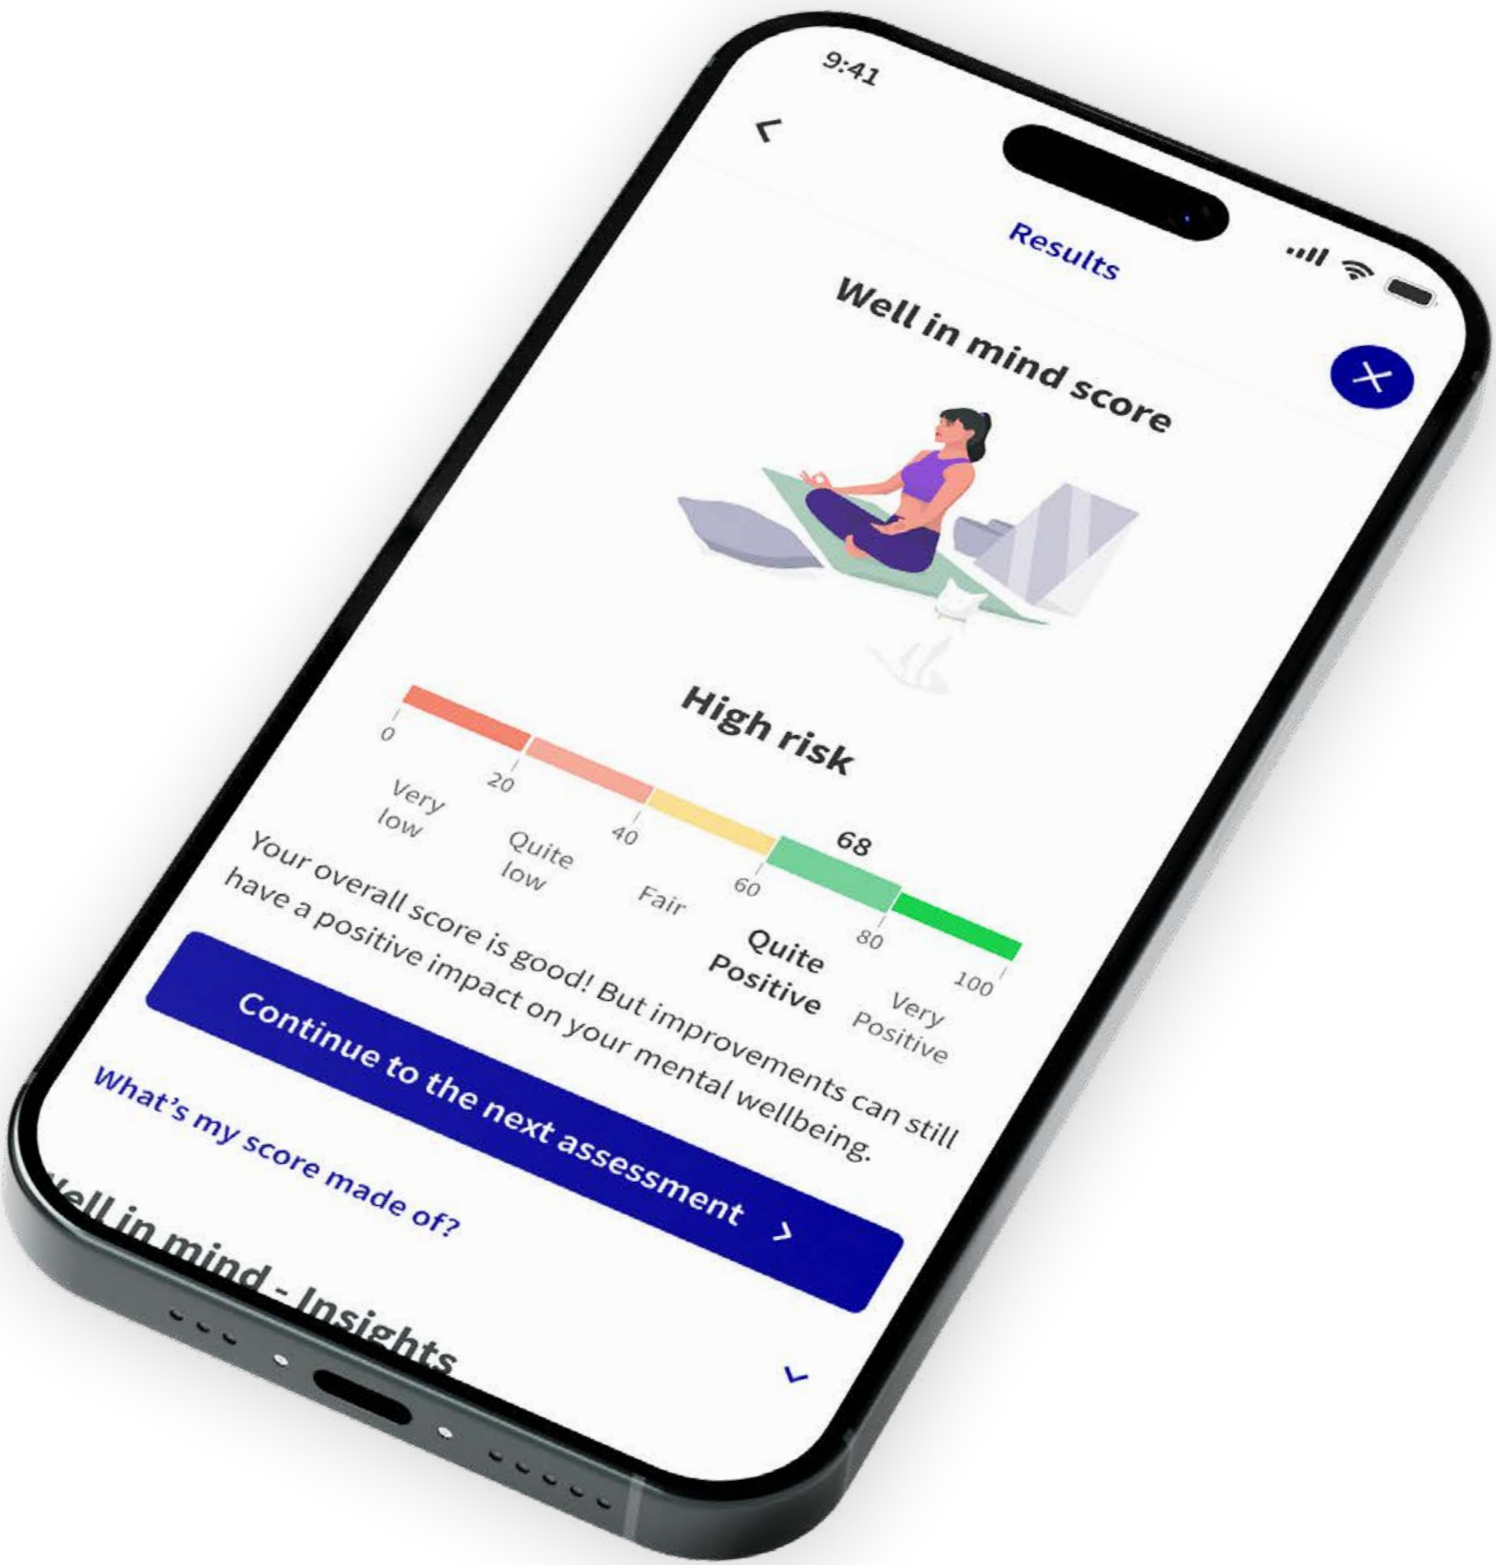 9:41
Results
Well in mind score
High risk
68
0
20
40
60
80
100
Very
low
Quite
low
Fair
Quite
Positive
Very
Positive
Your overall score is good! But improvements can still
have a positive impact on your mental wellbeing.
Continue to the next assessment
What's my score made of?
Well in mind - Insights